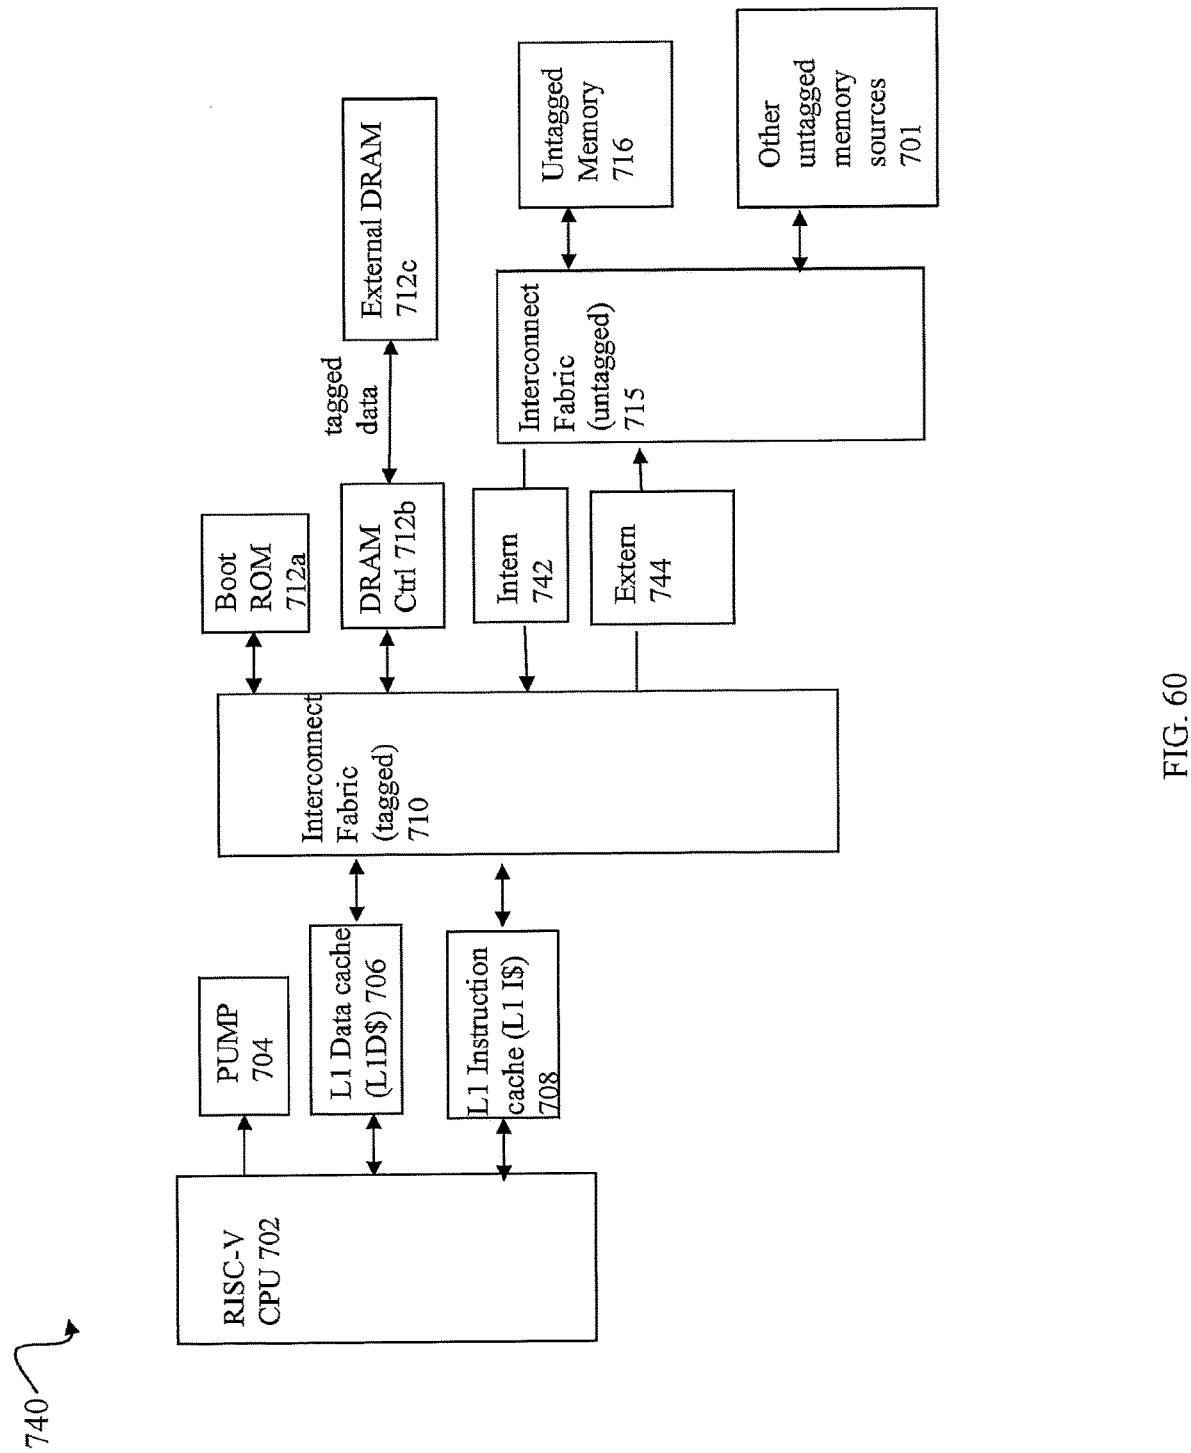 740
RISC-V
CPU 702
PUMP
704
L1 Data cache
(L1D$) 706
L1 Instruction
cache (L1 I$)
708
Interconnect
Fabric
(tagged)
710
Boot
ROM
712a
DRAM
Ctrl 712b
tagged
data
External DRAM
712c
Intern
742
Extern
744
Interconnect
Fabric
(untagged)
715
Untagged
Memory
716
Other
untagged
memory
sources
701
FIG. 60